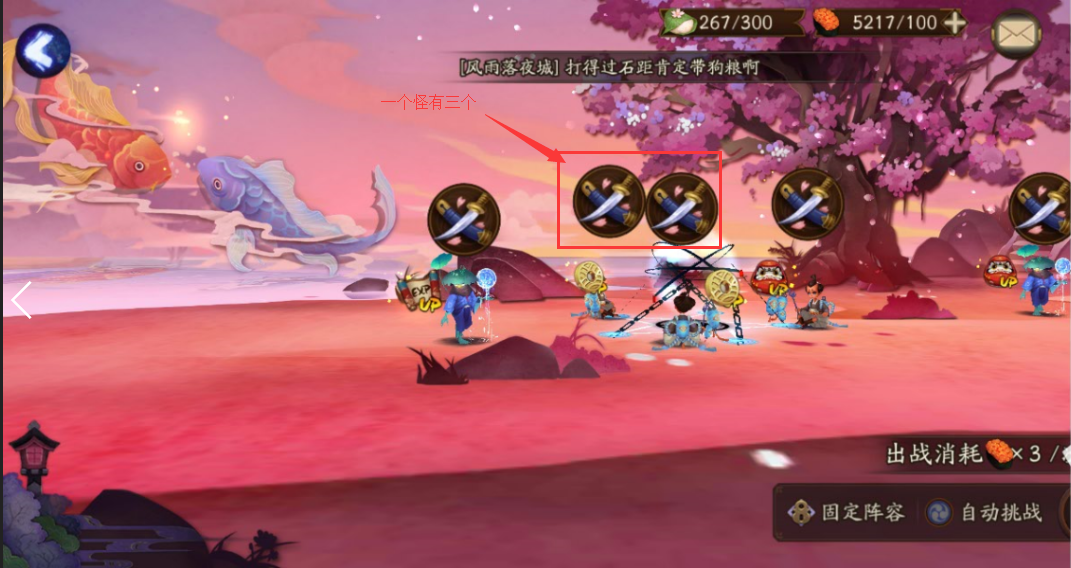 267/300
5217/100
[风雨落夜城] 打得过石距肯定带狗粮啊
一个怪有三个
EXP UP
UP
UP
出战消耗 ×3 /
固定阵容
自动挑战